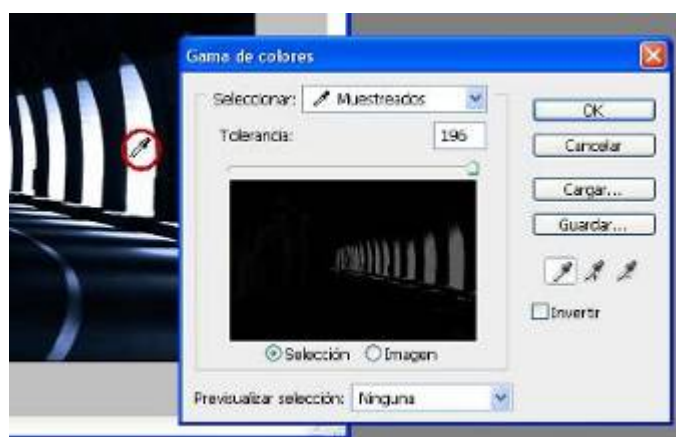 Gama de colores
Seleccionar: Muestreados
Tolerancia: 196
OK
Cancelar
Cargar...
Guardar...
Invertir
Selección Imagen
Previsualizar selección: Ninguna